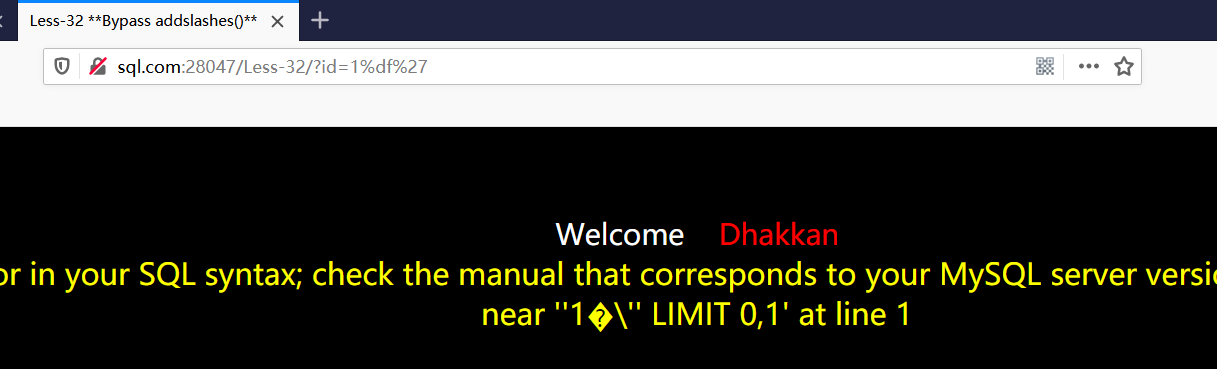 Less-32 **Bypass addslashes()**
sql.com:28047/Less-32/?id=1%df%27
Welcome Dhakkan
or in your SQL syntax; check the manual that corresponds to your MySQL server versi
near ''1�\'' LIMIT 0,1' at line 1